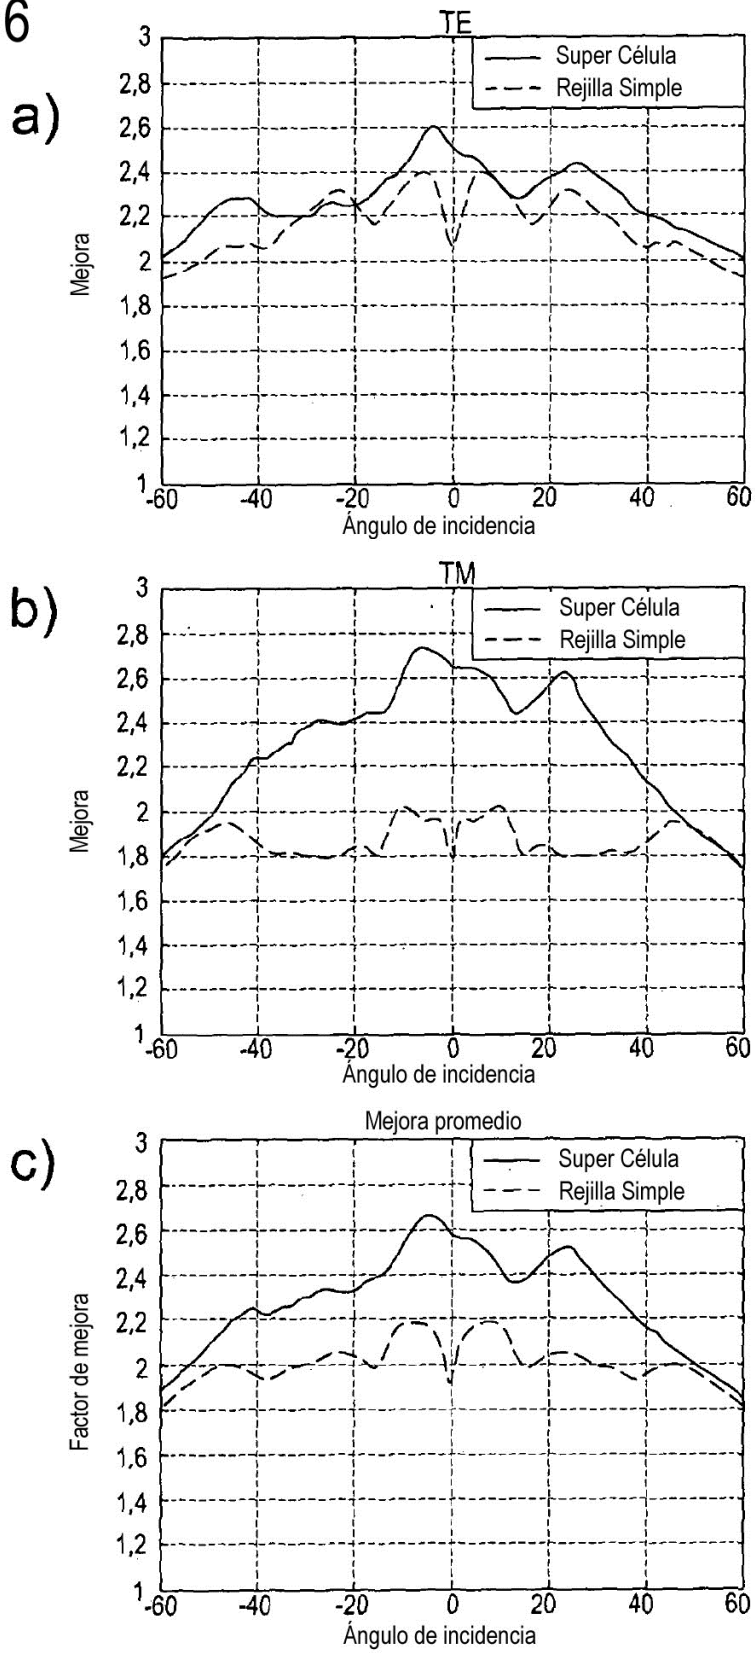 6
a)
TE
Super Célula
Rejilla Simple
3
2,8
2,6
2,4
2,2
2
1,8
1,6
1,4
1,2
1
Mejora
-60 -40 -20 0 20 40 60
Ángulo de incidencia
b)
TM
Super Célula
Rejilla Simple
3
2,8
2,6
2,4
2,2
2
1,8
1,6
1,4
1,2
1
Mejora
-60 -40 -20 0 20 40 60
Ángulo de incidencia
c)
Mejora promedio
Super Célula
Rejilla Simple
3
2,8
2,6
2,4
2,2
2
1,8
1,6
1,4
1,2
1
Factor de mejora
-60 -40 -20 0 20 40 60
Ángulo de incidencia